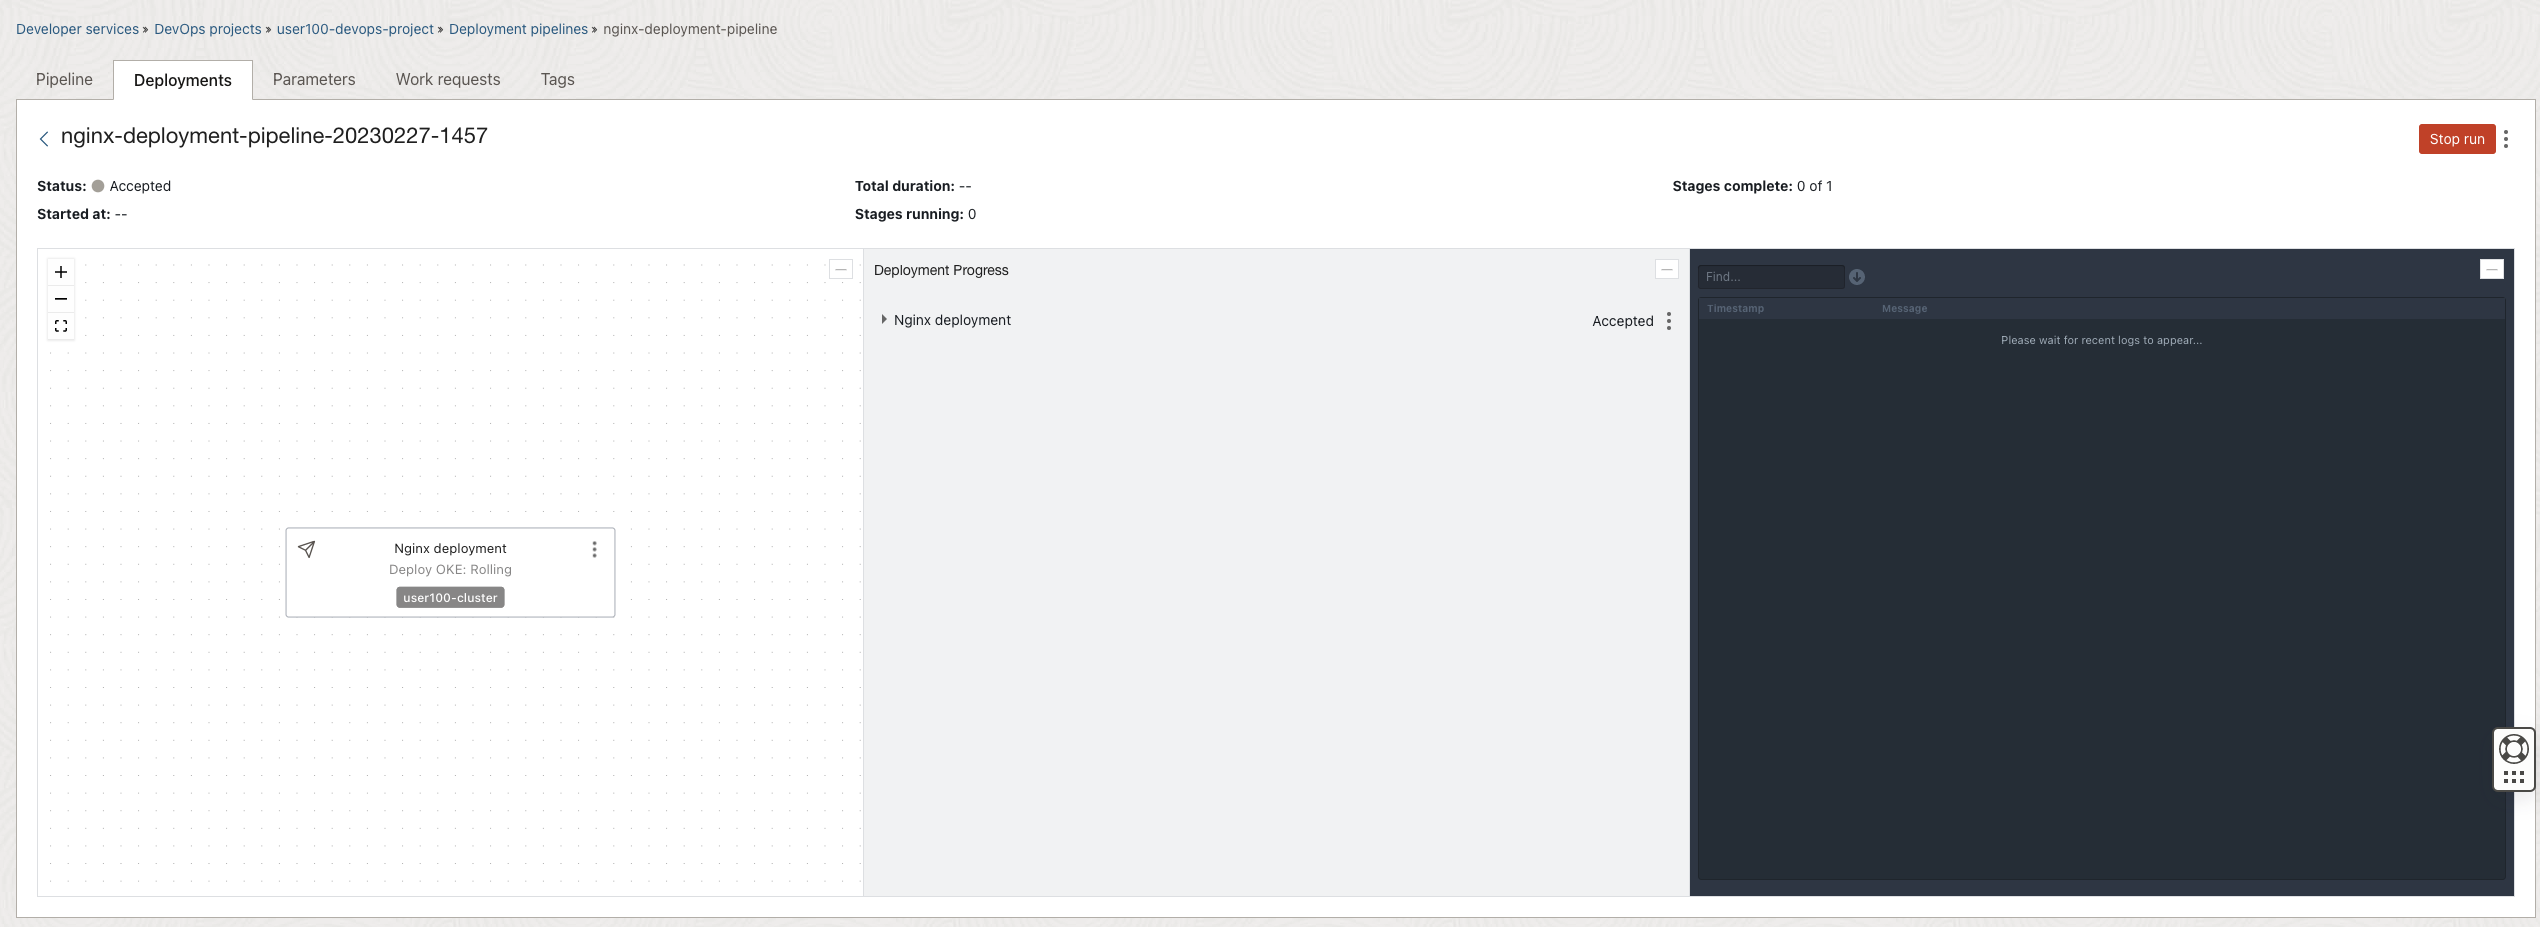 Developer services » DevOps projects » user100-devops-project » Deployment pipelines » nginx-deployment-pipeline
Pipeline Deployments Parameters Work requests Tags
nginx-deployment-pipeline-20230227-1457
Stop run
Status: Accepted Total duration: -- Stages complete: 0 of 1
Started at: -- Stages running: 0
Deployment Progress
Find...
Timestamp Message
Nginx deployment Accepted
Please wait for recent logs to appear...
Nginx deployment
Deploy OKE: Rolling
user100-cluster